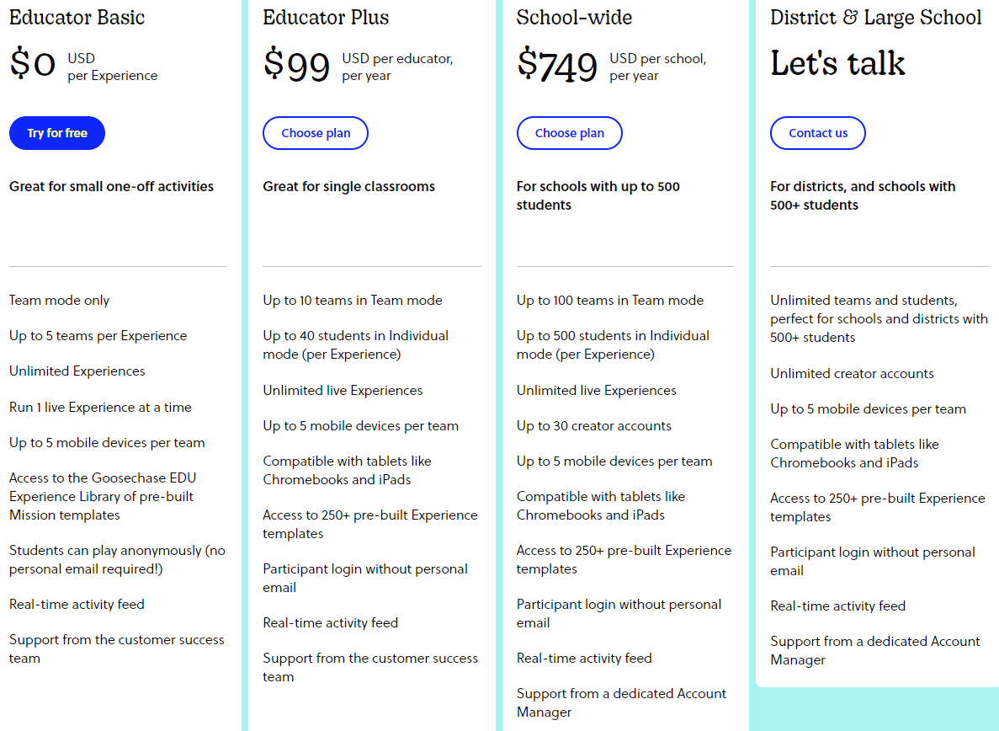 Educator Basic
$0
USD
per Experience
Try for free
Great for small one-off activities
Team mode only
Up to 5 teams per Experience
Unlimited Experiences
Run 1 live Experience at a time
Up to 5 mobile devices per team
Access to the Goosechase EDU
Experience Library of pre-built
Mission templates
Students can play anonymously (no
personal email required!)
Real-time activity feed
Support from the customer success
team
Educator Plus
$99
USD per educator,
per year
Choose plan
Great for single classrooms
Up to 10 teams in Team mode
Up to 40 students in Individual
mode (per Experience)
Unlimited live Experiences
Up to 5 mobile devices per team
Compatible with tablets like
Chromebooks and iPads
Access to 250+ pre-built Experience
templates
Participant login without personal
email
Real-time activity feed
Support from the customer success
team
School-wide
$749
USD per school,
per year
Choose plan
For schools with up to 500
students
Up to 100 teams in Team mode
Up to 500 students in Individual
mode (per Experience)
Unlimited live Experiences
Up to 30 creator accounts
Up to 5 mobile devices per team
Compatible with tablets like
Chromebooks and iPads
Access to 250+ pre-built Experience
templates
Participant login without personal
email
Real-time activity feed
Support from a dedicated Account
Manager
District & Large School
Let's talk
Contact us
For districts, and schools with
500+ students
Unlimited teams and students,
perfect for schools and districts with
500+ students
Unlimited creator accounts
Up to 5 mobile devices per team
Compatible with tablets like
Chromebooks and iPads
Access to 250+ pre-built Experience
templates
Participant login without personal
email
Real-time activity feed
Support from a dedicated Account
Manager